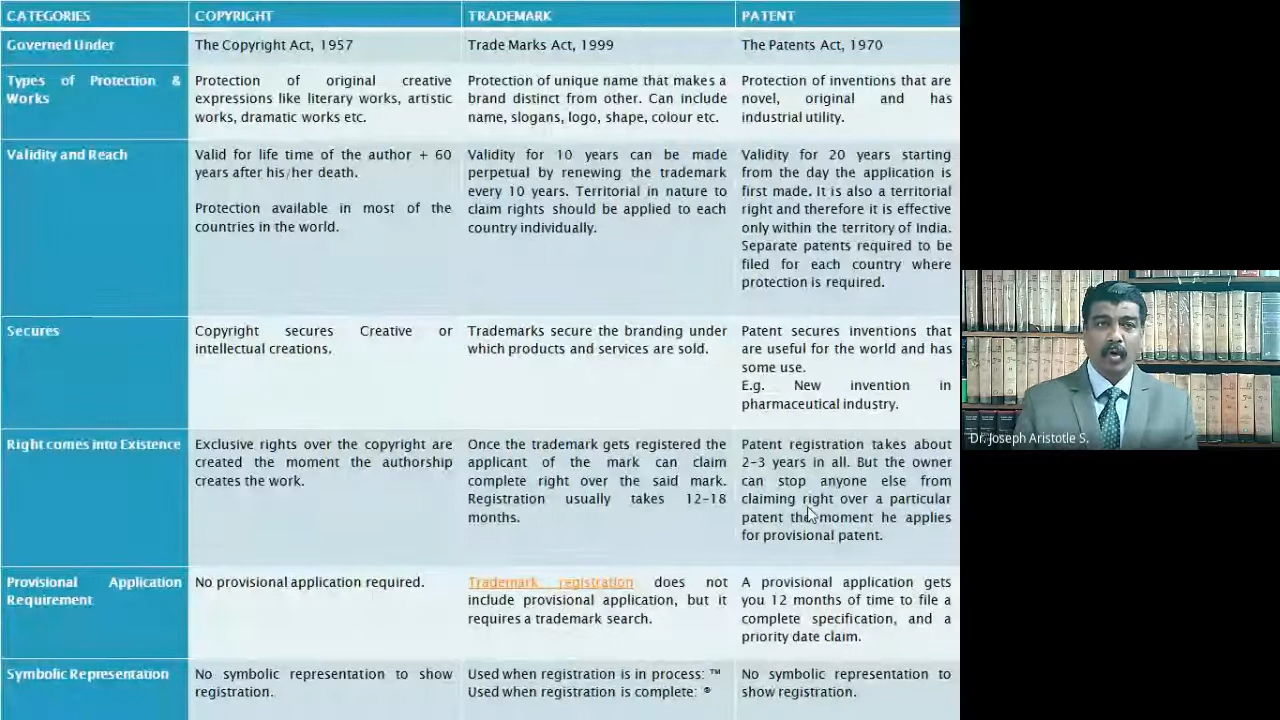 CATEGORIES COPYRIGHT TRADEMARK PATENT
Governed Under
The Copyright Act, 1957
Trade Marks Act, 1999
The Patents Act, 1970
Types of Protection &
Works
Protection of original creative
expressions like literary works, artistic
works, dramatic works etc.
Protection of unique name that makes a
brand distinct from other. Can include
name, slogans, logo, shape, colour etc.
Protection of inventions that are
novel, original and has
industrial utility.
Validity and Reach
Valid for life time of the author + 60
years after his/her death.
Protection available in most of the
countries in the world.
Validity for 10 years can be made
perpetual by renewing the trademark
every 10 years. Territorial in nature to
claim rights should be applied to each
country individually.
Validity for 20 years starting
from the day the application is
first made. It is also a territorial
right and therefore it is effective
only within the territory of India.
Separate patents required to be
filed for each country where
protection is required.
Secures
Copyright secures Creative or
intellectual creations.
Trademarks secure the branding under
which products and services are sold.
Patent secures inventions that
are useful for the world and has
some use.
E.g. New invention in
pharmaceutical industry.
Right comes into Existence
Exclusive rights over the copyright are
created the moment the authorship
creates the work.
Once the trademark gets registered the
applicant of the mark can claim
complete right over the said mark.
Registration usually takes 12-18
months.
Patent registration takes about
2-3 years in all. But the owner
can stop anyone else from
claiming right over a particular
patent the moment he applies
for provisional patent.
Provisional Application
Requirement
No provisional application required.
Trademark registration does not
include provisional application, but it
requires a trademark search.
A provisional application gets
you 12 months of time to file a
complete specification, and a
priority date claim.
Symbolic Representation
No symbolic representation to show
registration.
Used when registration is in process: ™
Used when registration is complete: ®
No symbolic representation to
show registration.
Dr. Joseph Aristotle S.